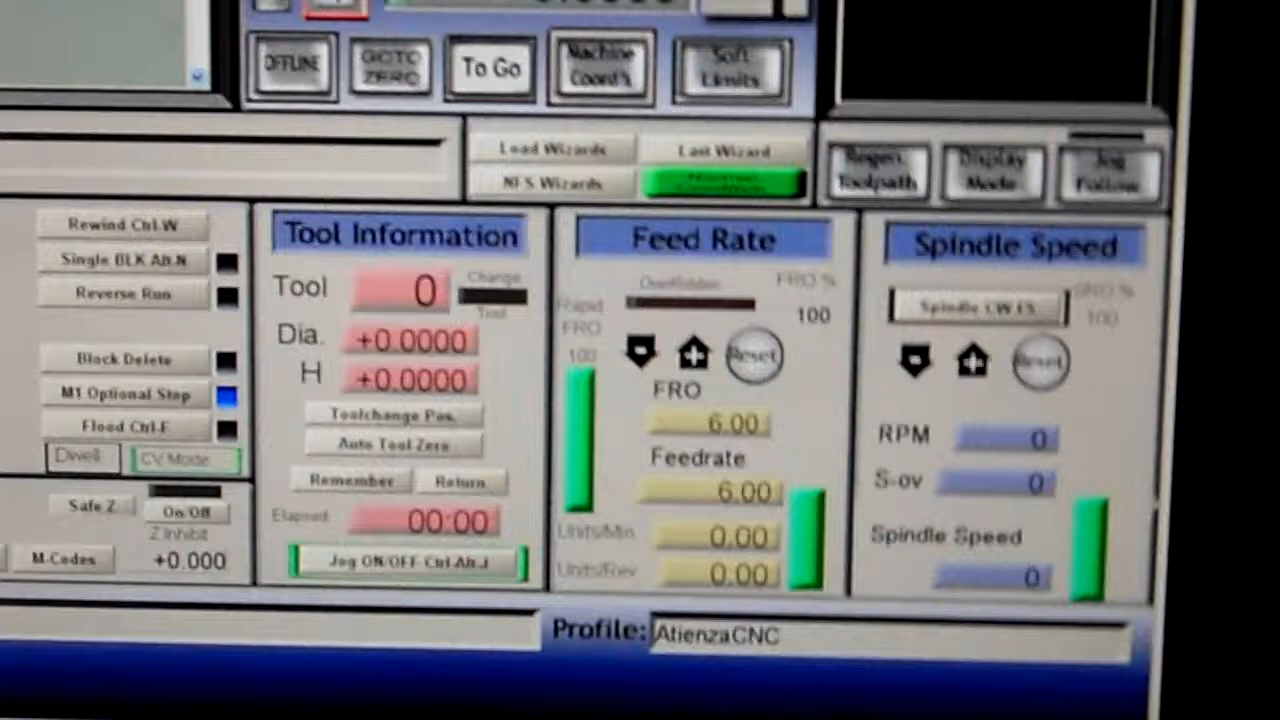 OFFLINE
GOTO ZERO
To Go
Machine Coord's
Soft Limits
Load Wizards
Last Wizard
NFS Wizards
Regen. Toolpath
Display Mode
Jog Follow
Rewind Ctrl-W
Single BLK Alt-N
Reverse Run
Block Delete
M1 Optional Stop
Flood Ctrl-F
Dwell
CV Mode
Safe Z
On/Off
Z Inhibit
M-Codes
+0.000
Tool Information
Tool 0
Change Tool
Dia. +0.0000
H +0.0000
Toolchange Pos.
Auto Tool Zero
Remember
Return
Elapsed 00:00
Jog ON/OFF Ctrl-Alt-J
Feed Rate
OverRidden
FRO %
100
Rapid FRO
100
Reset
FRO
6.00
Feedrate
6.00
Units/Min 0.00
Units/Rev 0.00
Spindle Speed
Spindle CW F5
SRO %
100
Reset
RPM 0
S-ov 0
Spindle Speed
0
Profile: AtienzaCNC